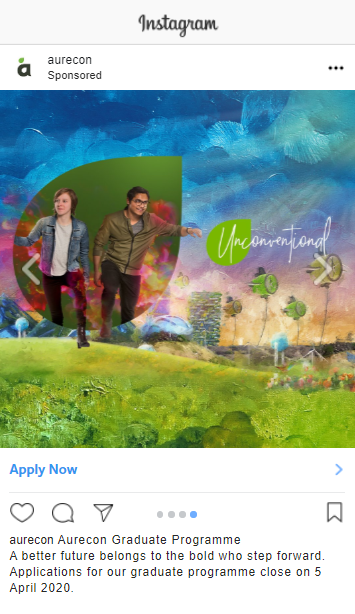 Instagram
aurecon
Sponsored
Unconventional
Apply Now
aurecon Aurecon Graduate Programme
A better future belongs to the bold who step forward.
Applications for our graduate programme close on 5
April 2020.